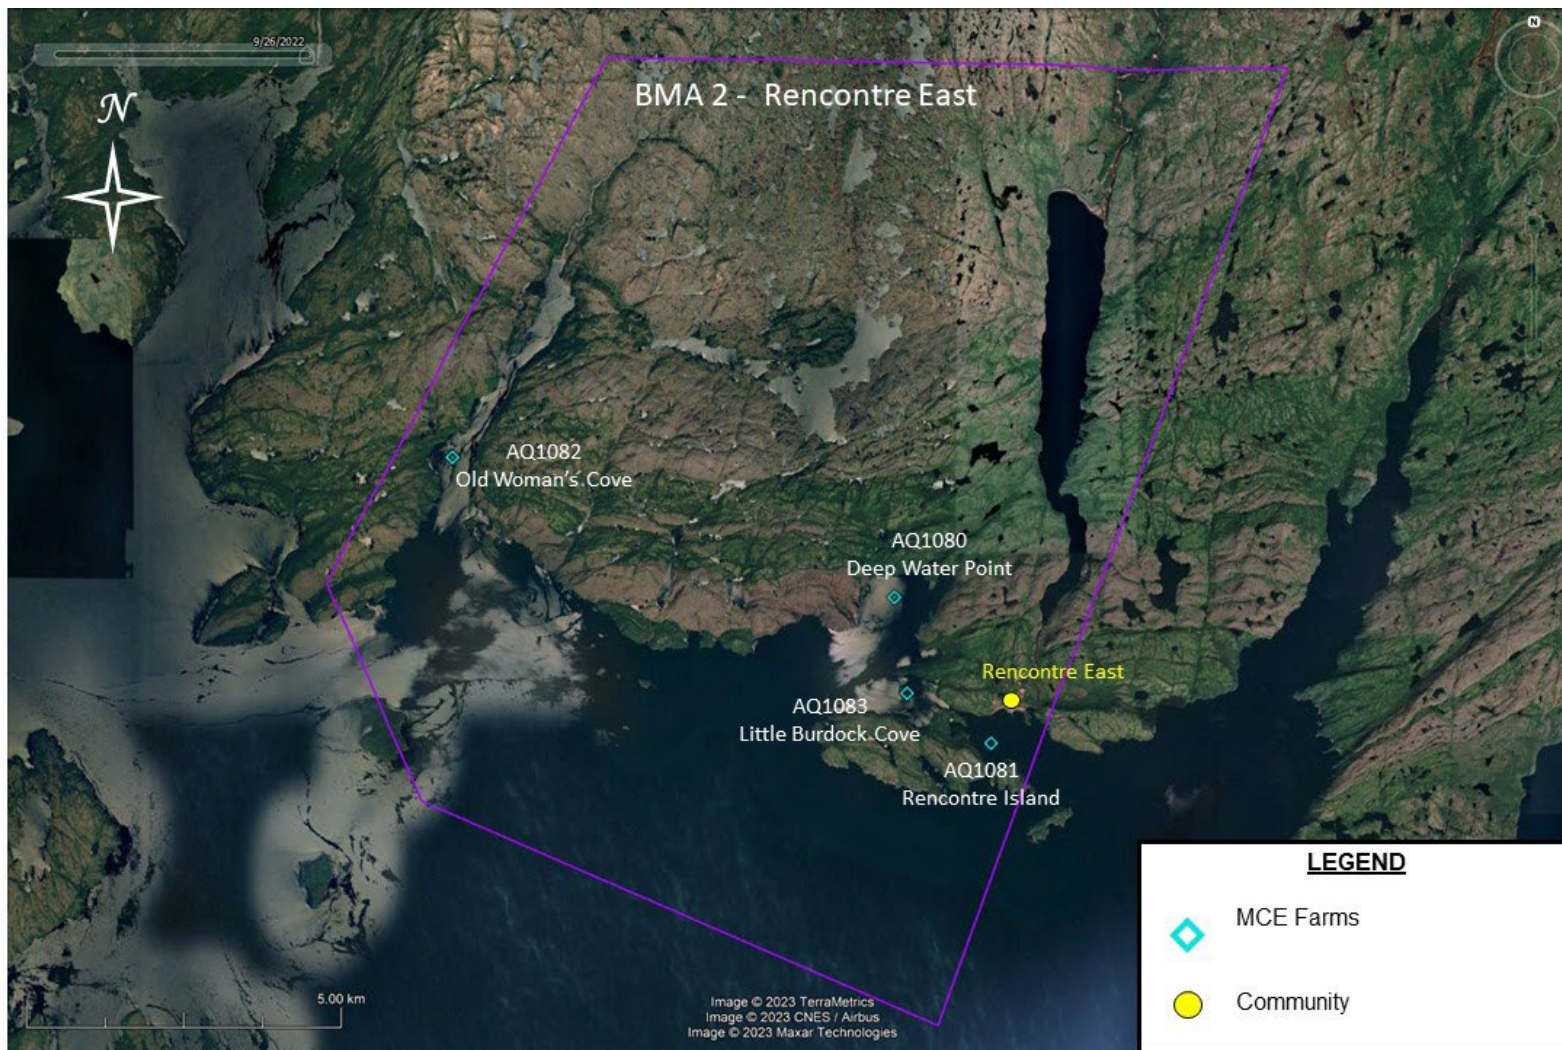 9/26/2022
N
N
BMA 2 - Rencontre East
AQ1082
Old Woman's Cove
AQ1080
Deep Water Point
Rencontre East
AQ1083
Little Burdock Cove
AQ1081
Rencontre Island
LEGEND
MCE Farms
Community
5.00 km
Image © 2023 TerraMetrics
Image © 2023 CNES / Airbus
Image © 2023 Maxar Technologies